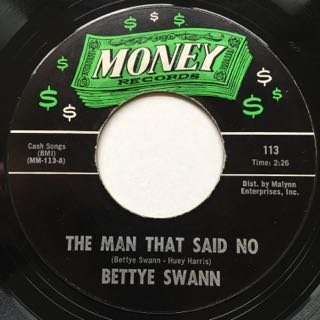 $ $
$ $
MONEY
RECORDS
$ $
$ $
Cash Songs
(BMI)
(MM-113-A)
113
Time: 2:26
Dist. by Malynn
Enterprises, Inc.
THE MAN THAT SAID NO
(Bettye Swann - Huey Harris)
BETTYE SWANN